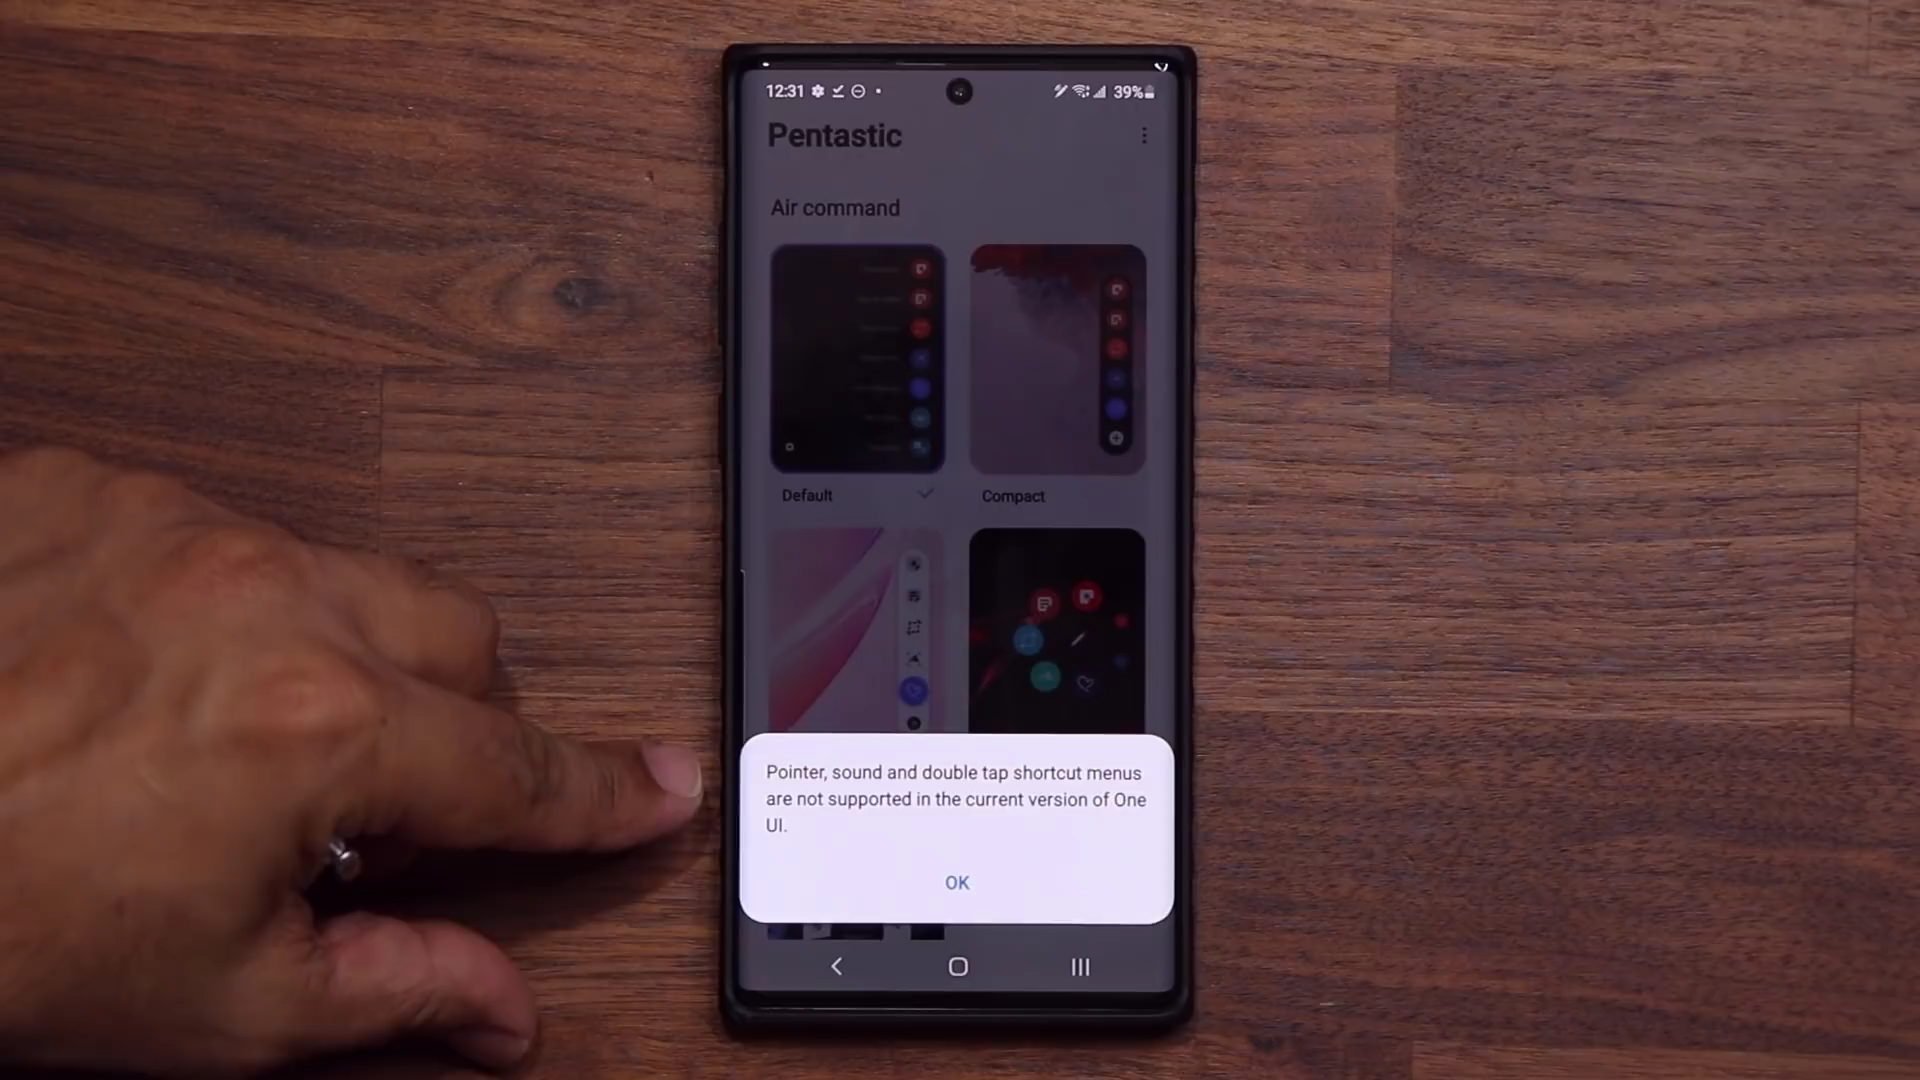 12:31
39%
Pentastic
Air command
Default
Compact
Pointer, sound and double tap shortcut menus
are not supported in the current version of One
UI.
OK